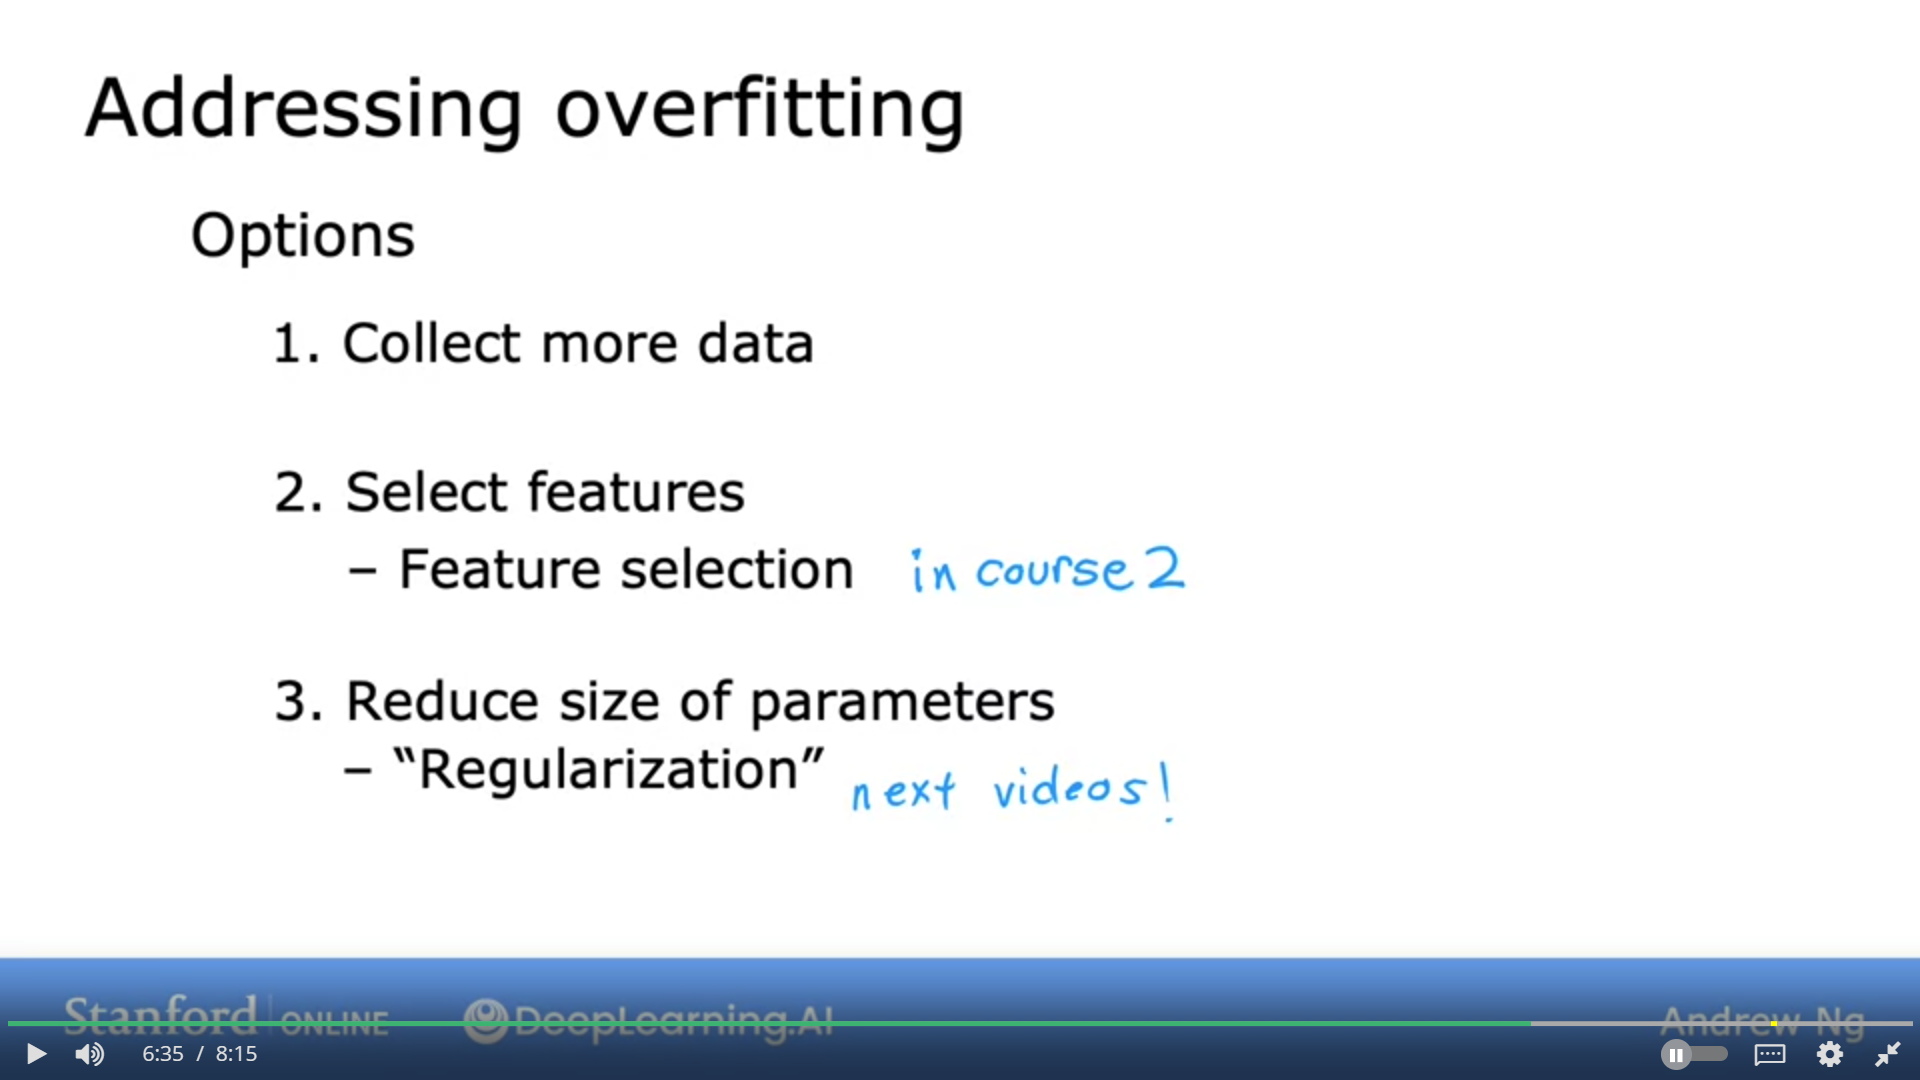 Addressing overfitting
Options
1. Collect more data
2. Select features
– Feature selection in course 2
3. Reduce size of parameters
– “Regularization” next videos!
Stanford | ONLINE DeepLearning.AI Andrew Ng
6:35 / 8:15